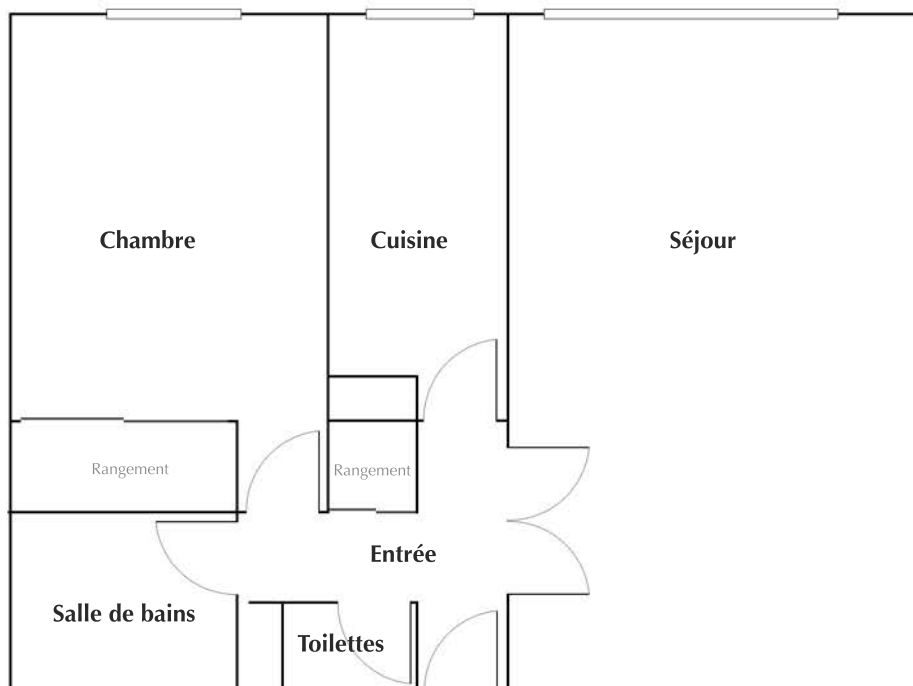 Chambre
Cuisine
Séjour
Rangement
Rangement
Entrée
Salle de bains
Toilettes